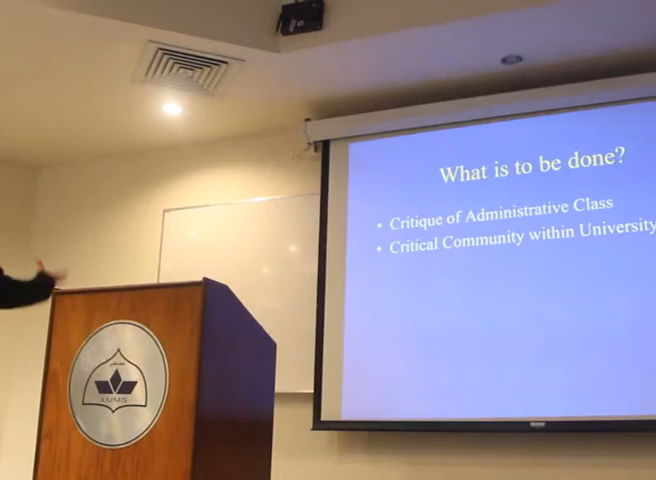 What is to be done?
• Critique of Administrative Class
• Critical Community within University
LUMS